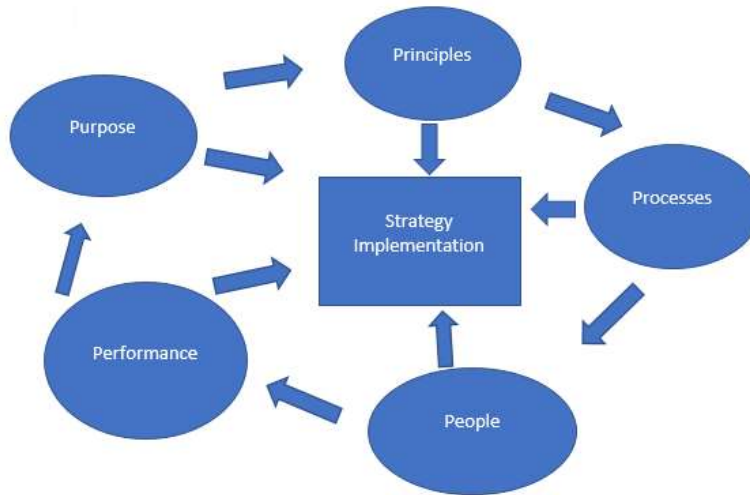 Principles
Purpose
Processes
Strategy
Implementation
Performance
People